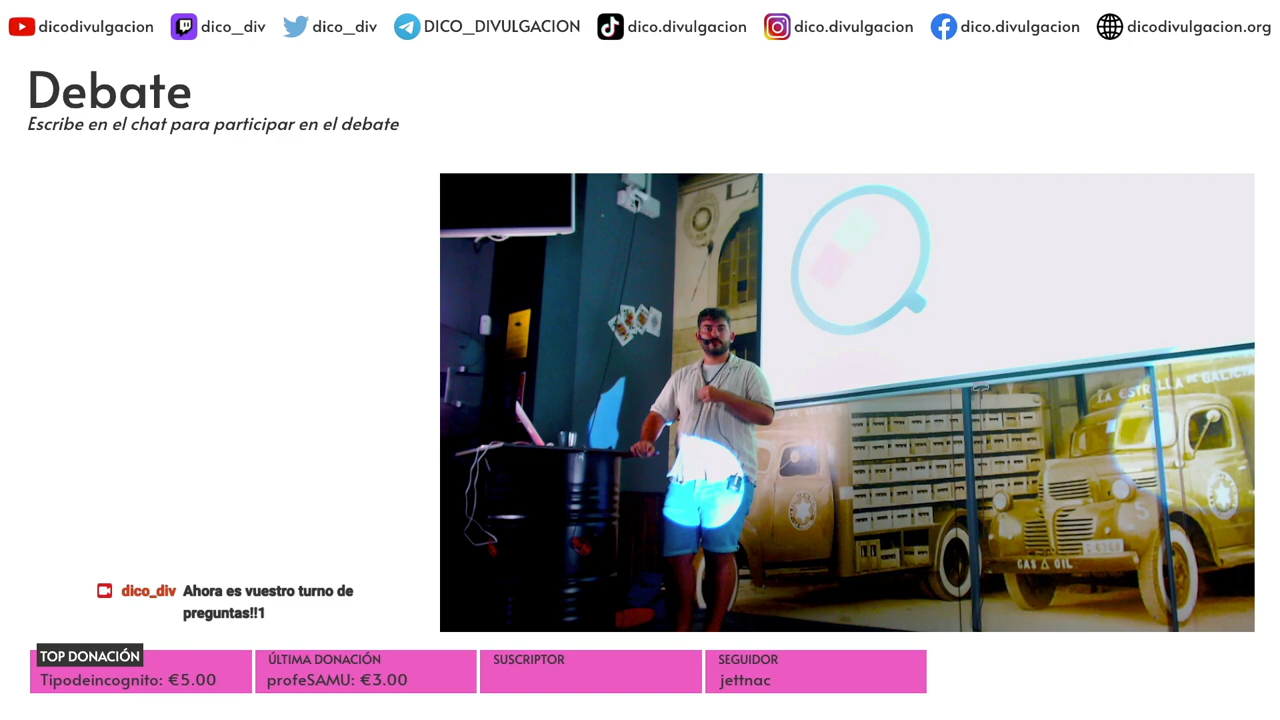 dicodivulgacion dico_div dico_div DICO_DIVULGACION dico.divulgacion dico.divulgacion dico.divulgacion dicodivulgacion.org
Debate
Escribe en el chat para participar en el debate
LA
LA ESTRELLA DE GALICIA
5
GAS OIL
dico_div Ahora es vuestro turno de
preguntas!!1
TOP DONACIÓN
Tipodeincognito: €5.00
ÚLTIMA DONACIÓN
profeSAMU: €3.00
SUSCRIPTOR
SEGUIDOR
jettnac